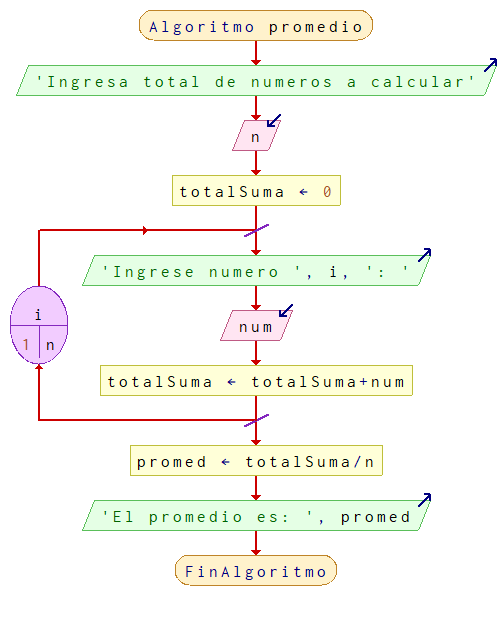 Algoritmo promedio
'Ingresa total de numeros a calcular'
n
totalSuma ← 0
'Ingrese numero ', i, ': '
i
1 n
num
totalSuma ← totalSuma+num
promed ← totalSuma/n
'El promedio es: ', promed
FinAlgoritmo